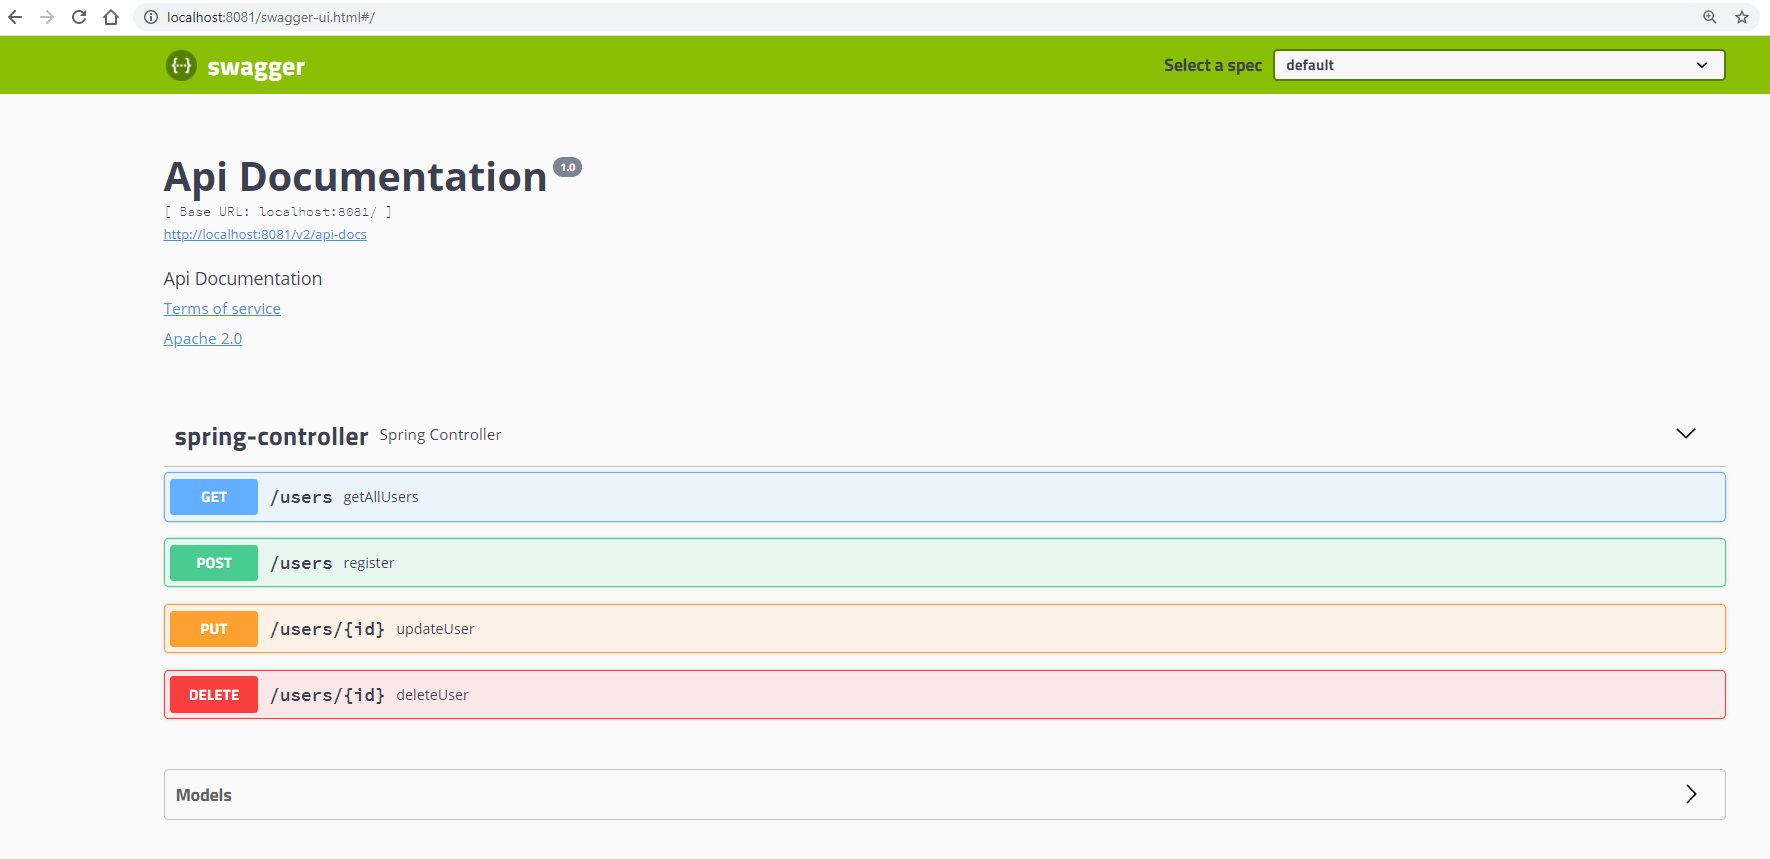 localhost:8081/swagger-ui.html#/
{...} swagger
Select a spec default
Api Documentation 1.0
[ Base URL: localhost:8081/ ]
http://localhost:8081/v2/api-docs
Api Documentation
Terms of service
Apache 2.0
spring-controller Spring Controller
GET /users getAllUsers
POST /users register
PUT /users/{id} updateUser
DELETE /users/{id} deleteUser
Models